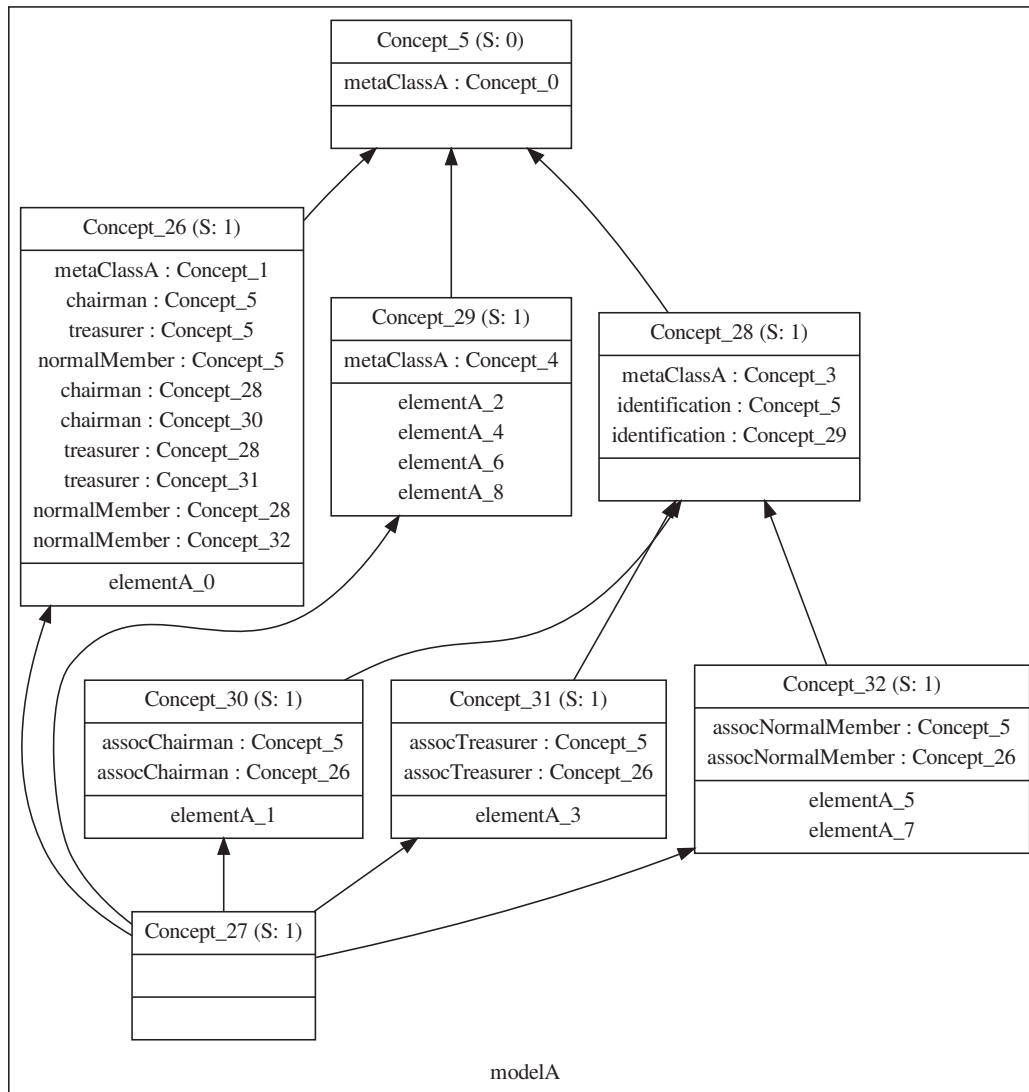 Concept_5 (S: 0)
metaClassA : Concept_0
Concept_26 (S: 1)
metaClassA : Concept_1
chairman : Concept_5
treasurer : Concept_5
normalMember : Concept_5
chairman : Concept_28
chairman : Concept_30
treasurer : Concept_28
treasurer : Concept_31
normalMember : Concept_28
normalMember : Concept_32
elementA_0
Concept_29 (S: 1)
metaClassA : Concept_4
elementA_2
elementA_4
elementA_6
elementA_8
Concept_28 (S: 1)
metaClassA : Concept_3
identification : Concept_5
identification : Concept_29
Concept_30 (S: 1)
assocChairman : Concept_5
assocChairman : Concept_26
elementA_1
Concept_31 (S: 1)
assocTreasurer : Concept_5
assocTreasurer : Concept_26
elementA_3
Concept_32 (S: 1)
assocNormalMember : Concept_5
assocNormalMember : Concept_26
elementA_5
elementA_7
Concept_27 (S: 1)
modelA